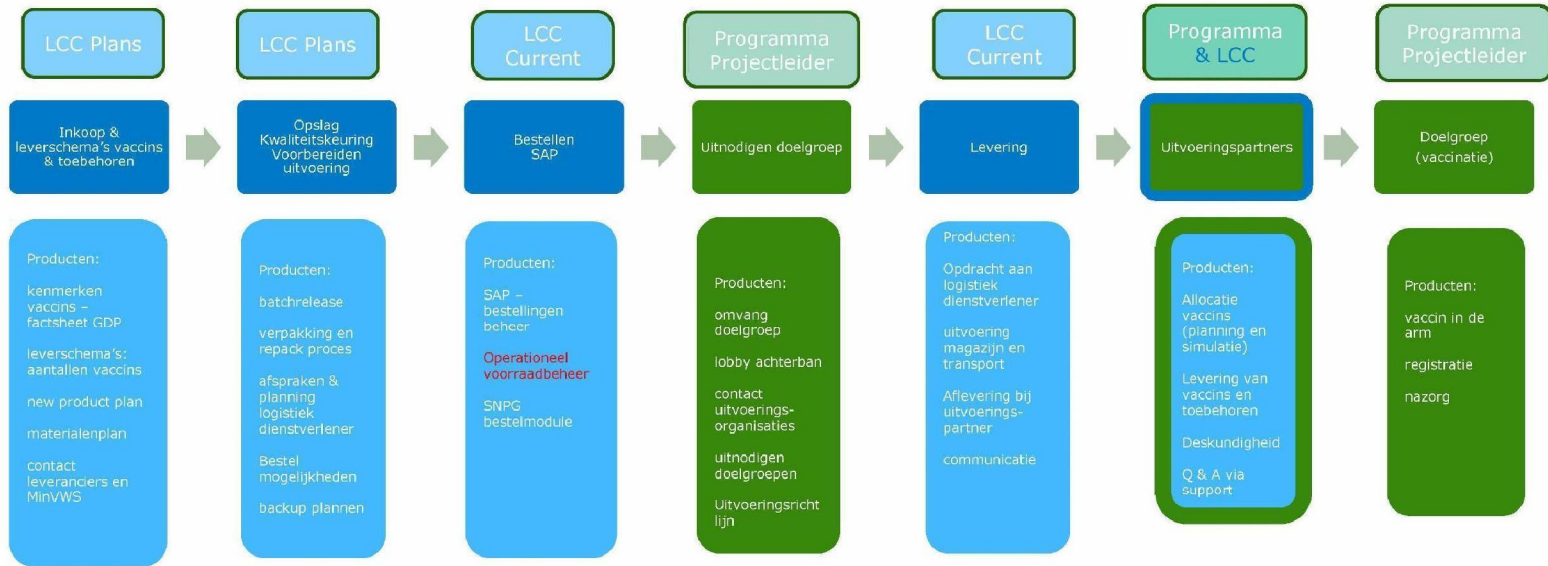 LCC Plans
LCC Plans
LCC
Current
Programma
Projectleider
LCC
Current
Programma
& LCC
Programma
Projectleider
Inkoop &
leverschema's vaccins
& toebehoren
Opslag
Kwaliteitskeuring
Voorbereiden
uitvoering
Bestellen
SAP
Uitnodigen doelgroep
Levering
Uitvoeringspartners
Doelgroep
(vaccinatie)
Producten:
kenmerken
vaccins –
factsheet GDP
leverschema's:
aantallen vaccins
new product plan
materialenplan
contact
leveranciers en
MinVWS
Producten:
batchrelease
verpakking en
repack proces
afspraken &
planning
logistiek
dienstverlener
Bestel
mogelijkheden
backup plannen
Producten:
SAP –
bestellingen
beheer
Operationeel
voorraadbeheer
SNPG
bestelmodule
Producten:
omvang
doelgroep
lobby achterban
contact
uitvoerings-
organisaties
uitnodigen
doelgroepen
Uitvoeringsricht
lijn
Producten:
Opdracht aan
logistiek
dienstverlener
uitvoering
magazijn en
transport
Aflevering bij
uitvoerings-
partner
communicatie
Producten:
Allocatie
vaccins
(planning en
simulatie)
Levering van
vaccins en
toebehoren
Deskundigheid
Q & A via
support
Producten:
vaccin in de
arm
registratie
nazorg